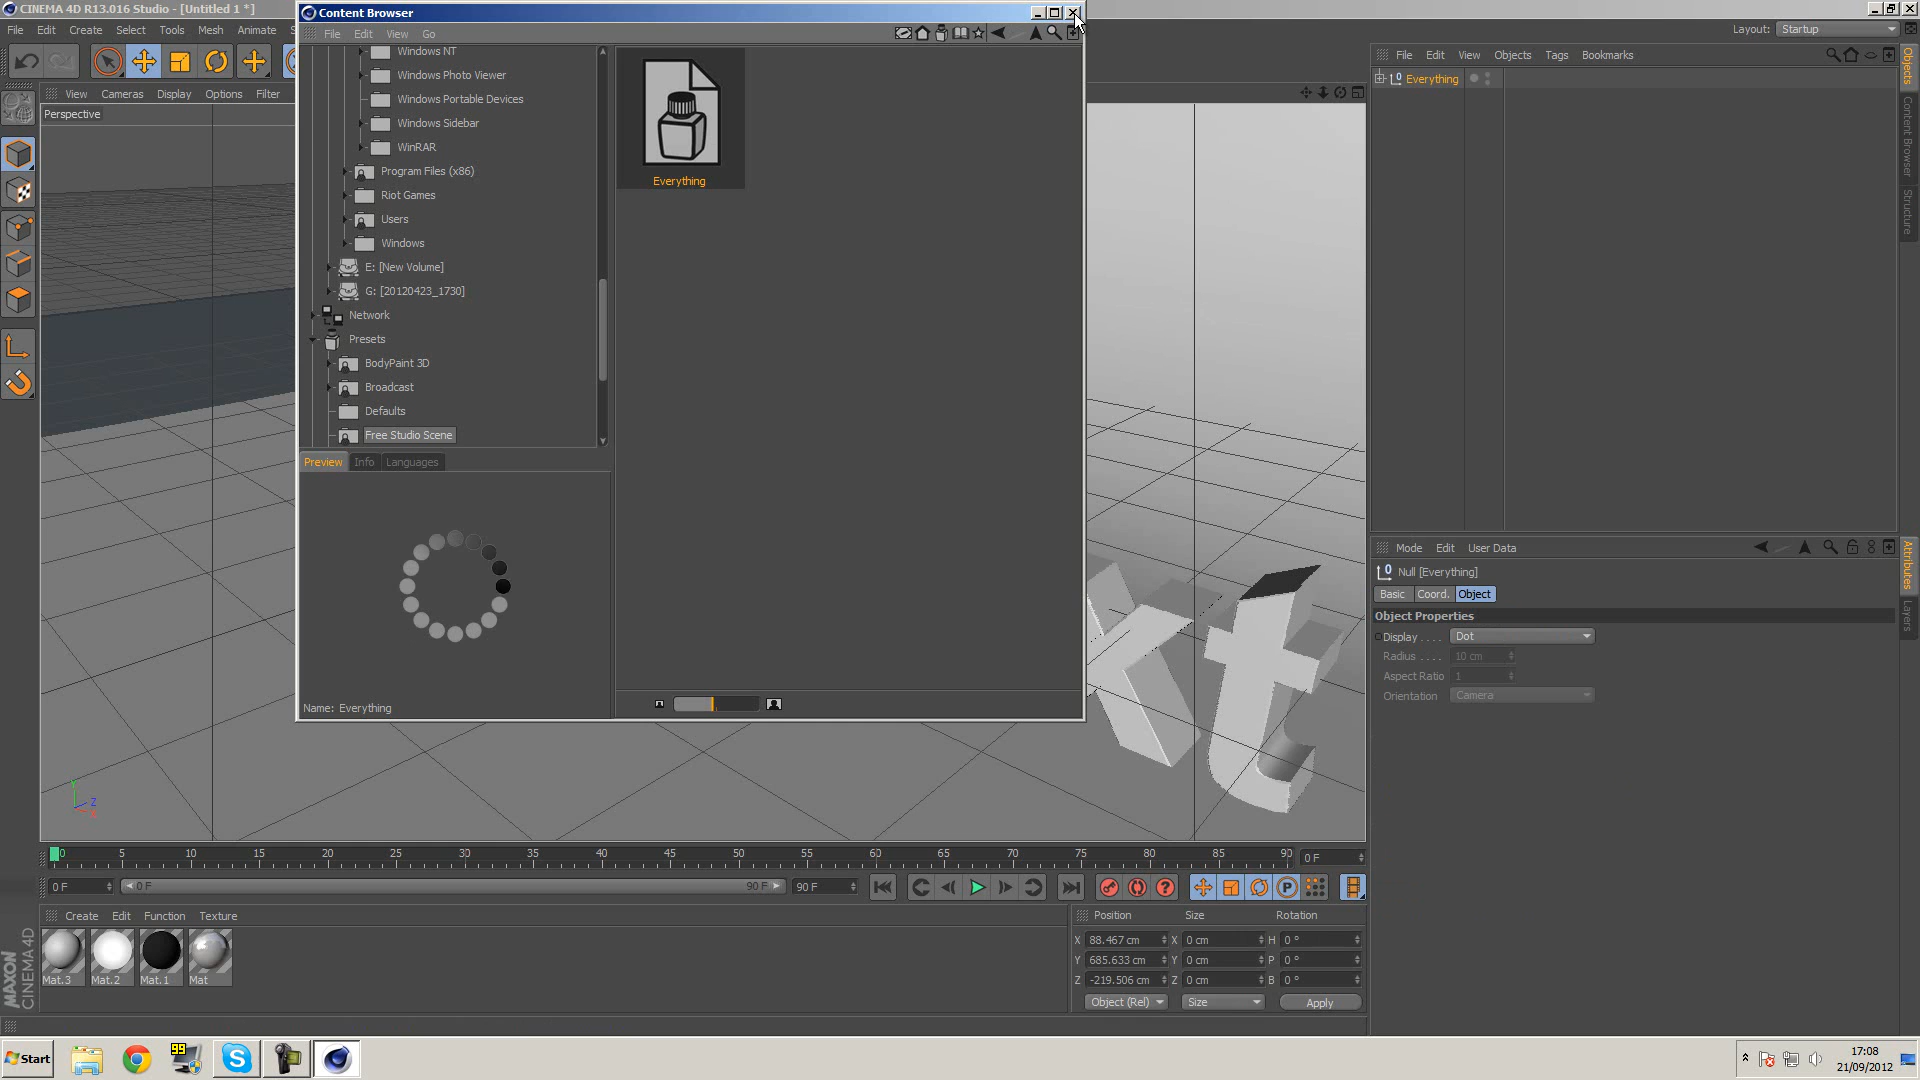 CINEMA 4D R13.016 Studio - [Untitled 1 *]
File Edit Create Select Tools Mesh Animate S
Layout: Startup
View Cameras Display Options Filter
Perspective
Content Browser
File Edit View Go
Windows NT
Windows Photo Viewer
Windows Portable Devices
Windows Sidebar
WinRAR
Program Files (x86)
Riot Games
Users
Windows
E: [New Volume]
G: [20120423_1730]
Network
Presets
BodyPaint 3D
Broadcast
Defaults
Free Studio Scene
Everything
Preview Info Languages
Name: Everything
File Edit View Objects Tags Bookmarks
Everything
Objects
Content Browser
Structure
Mode Edit User Data
Null [Everything]
Basic Coord. Object
Object Properties
Display . . . . Dot
Radius . . . . 10 cm
Aspect Ratio 1
Orientation Camera
Attributes
Layers
t
0 5 10 15 20 25 30 35 40 45 50 55 60 65 70 75 80 85 90 0 F
0 F 0 F 90 F 90 F
Create Edit Function Texture
Mat.3 Mat.2 Mat.1 Mat
Position Size Rotation
X 88.467 cm X 0 cm H 0 °
Y 685.633 cm Y 0 cm P 0 °
Z -219.506 cm Z 0 cm B 0 °
Object (Rel) Size Apply
MAXON
CINEMA 4D
Start
99
17:08
21/09/2012